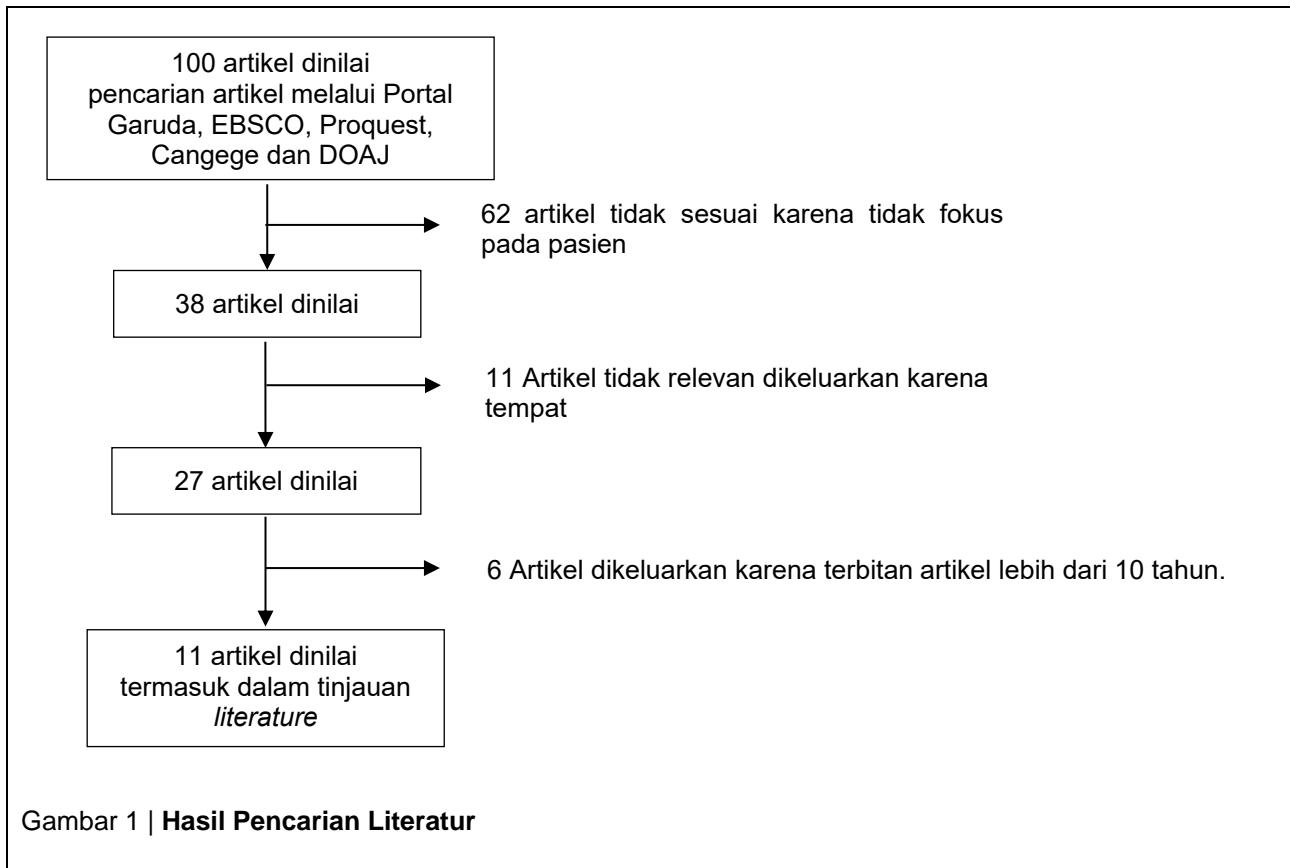 100 artikel dinilai
pencarian artikel melalui Portal
Garuda, EBSCO, Proquest,
Cangege dan DOAJ
62 artikel tidak sesuai karena tidak fokus
pada pasien
38 artikel dinilai
11 Artikel tidak relevan dikeluarkan karena
tempat
27 artikel dinilai
6 Artikel dikeluarkan karena terbitan artikel lebih dari 10 tahun.
11 artikel dinilai
termasuk dalam tinjauan
literature
Gambar 1 | Hasil Pencarian Literatur